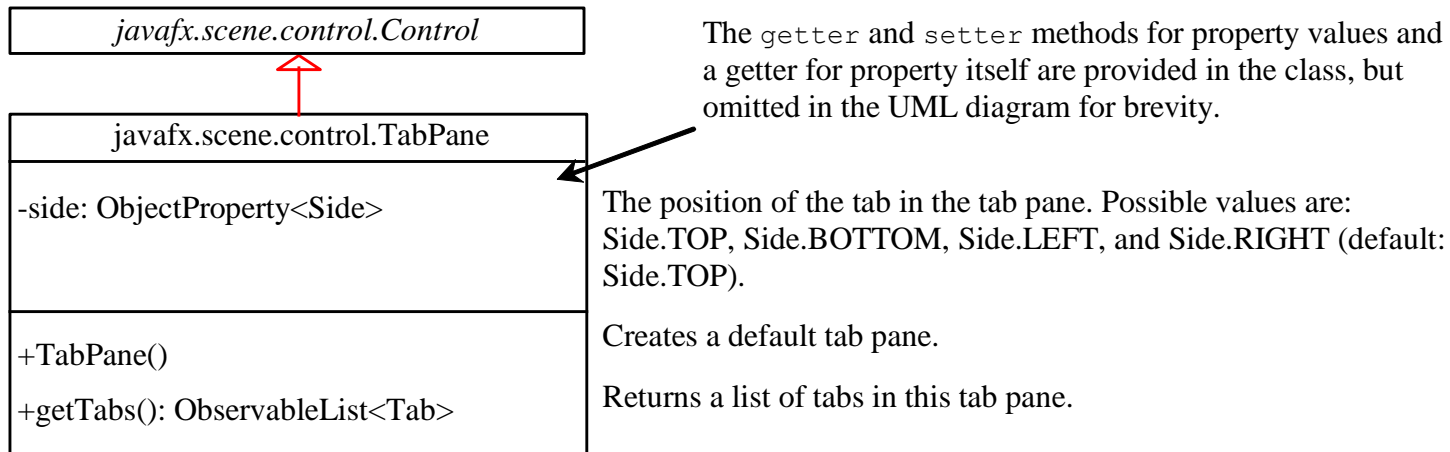 javafx.scene.control.Control
The getter and setter methods for property values and
a getter for property itself are provided in the class, but
omitted in the UML diagram for brevity.
javafx.scene.control.TabPane
-side: ObjectProperty<Side>
The position of the tab in the tab pane. Possible values are:
Side.TOP, Side.BOTTOM, Side.LEFT, and Side.RIGHT (default:
Side.TOP).
+TabPane()
Creates a default tab pane.
+getTabs(): ObservableList<Tab>
Returns a list of tabs in this tab pane.